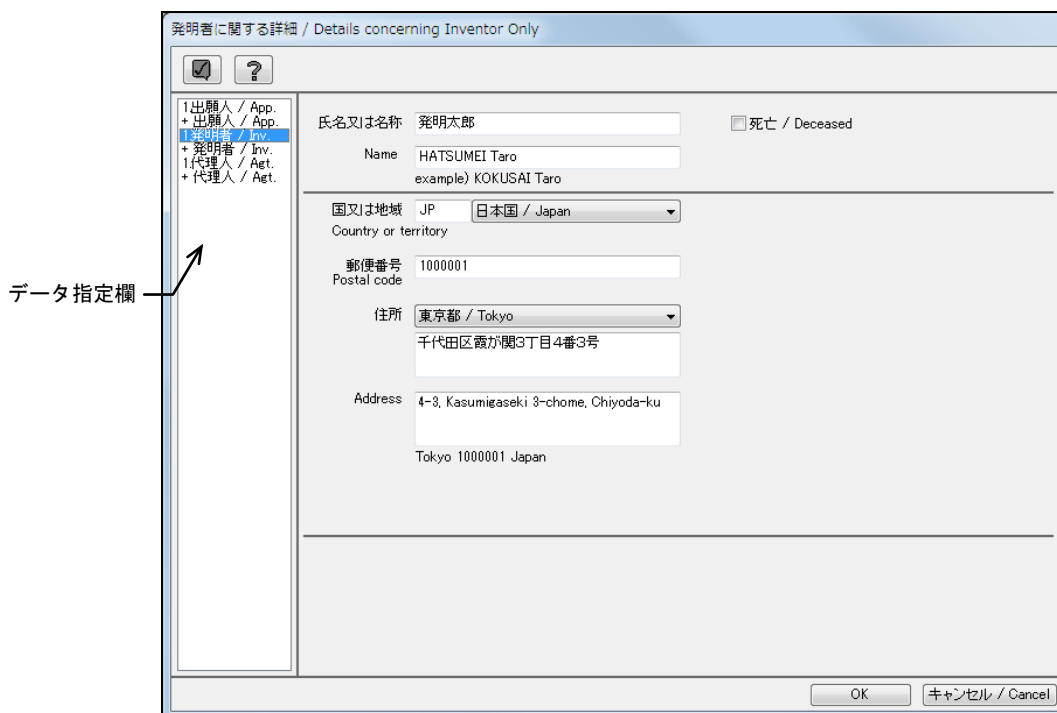 発明者に関する詳細 / Details concerning Inventor Only
1出願人 / App.
+ 出願人 / App.
1発明者 / Inv.
+ 発明者 / Inv.
1代理人 / Agt.
+ 代理人 / Agt.
データ指定欄
氏名又は名称 発明太郎 死亡 / Deceased
Name HATSUMEI Taro
example) KOKUSAI Taro
国又は地域 JP 日本国 / Japan
Country or territory
郵便番号 1000001
Postal code
住所 東京都 / Tokyo
千代田区霞が関3丁目4番3号
Address 4-3, Kasumigaseki 3-chome, Chiyoda-ku
Tokyo 1000001 Japan
OK キャンセル / Cancel